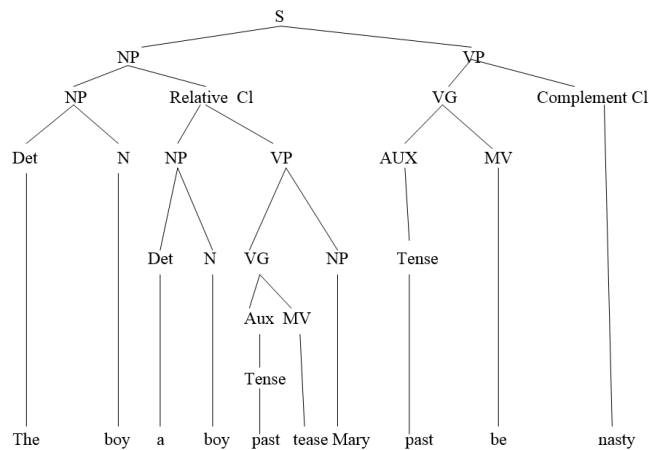 S
NP VP
NP Relative Cl VG Complement Cl
Det N NP VP AUX MV
Det N VG NP Tense
Aux MV
Tense
The boy a boy past tease Mary past be nasty